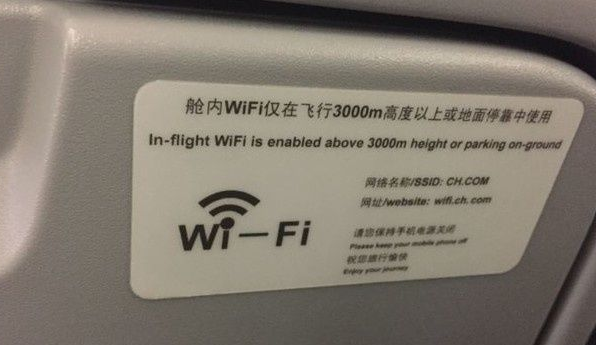 舱内WiFi仅在飞行3000m高度以上或地面停靠中使用
In-flight WiFi is enabled above 3000m height or parking on-ground
网络名称/SSID: CH.COM
网址/website: wifi.ch.com
Wi-Fi
请您保持手机电源关闭
Please keep your mobile phone off
祝您旅行愉快
Enjoy your journey